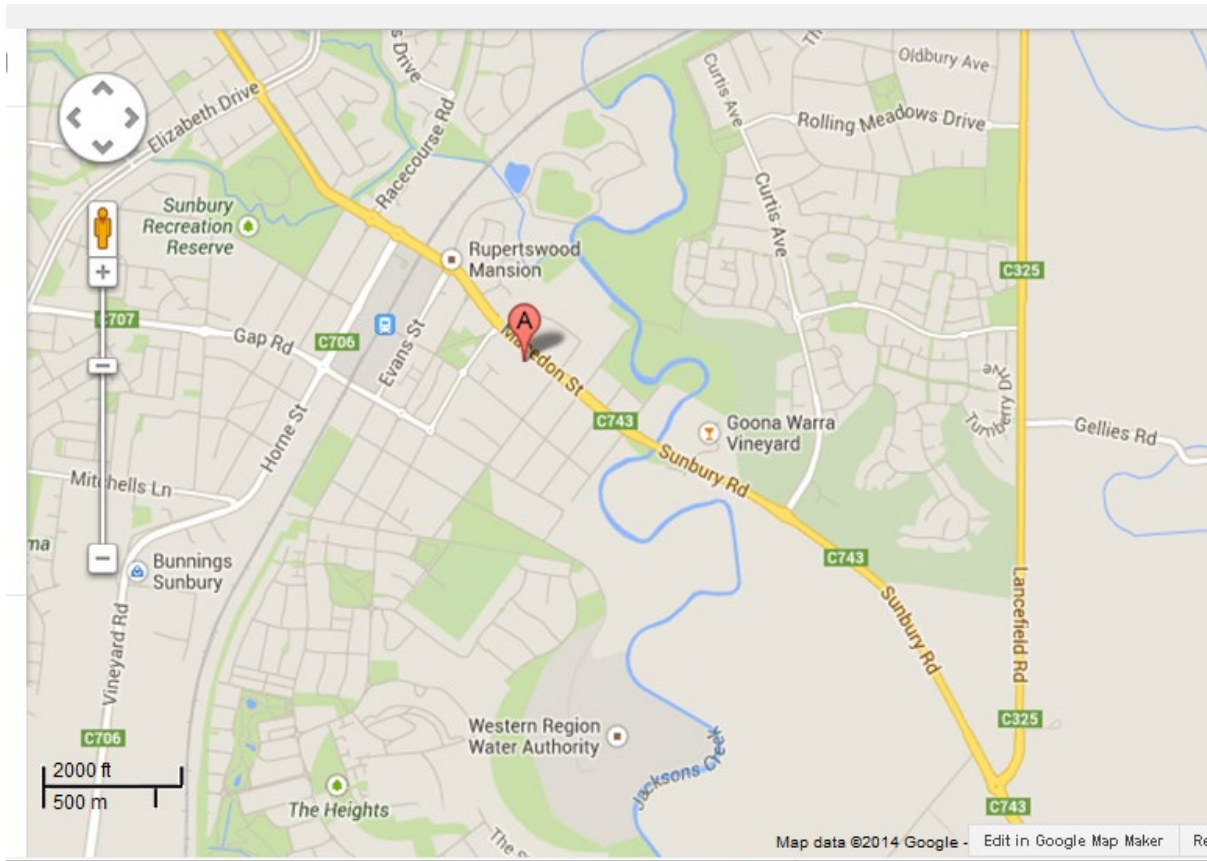 Oldbury Ave
Drive
Curtis Ave
Elizabeth Drive
Racecourse Rd
Rolling Meadows Drive
Curtis Ave
Sunbury
Recreation
Reserve
Rupertswood
Mansion
C325
C707
Gap Rd
C706
Evans St
A
Macedon St
Drive
Turnberry
Horne St
C743
Goona Warra
Vineyard
Gellies Rd
Sunbury Rd
Mitchells Ln
Bunnings
Sunbury
C743
Vineyard Rd
Sunbury Rd
Lancefield Rd
Western Region
Water Authority
C325
C706
Jacksons Creek
2000 ft
500 m
The Heights
C743
Map data ©2014 Google -
Edit in Google Map Maker